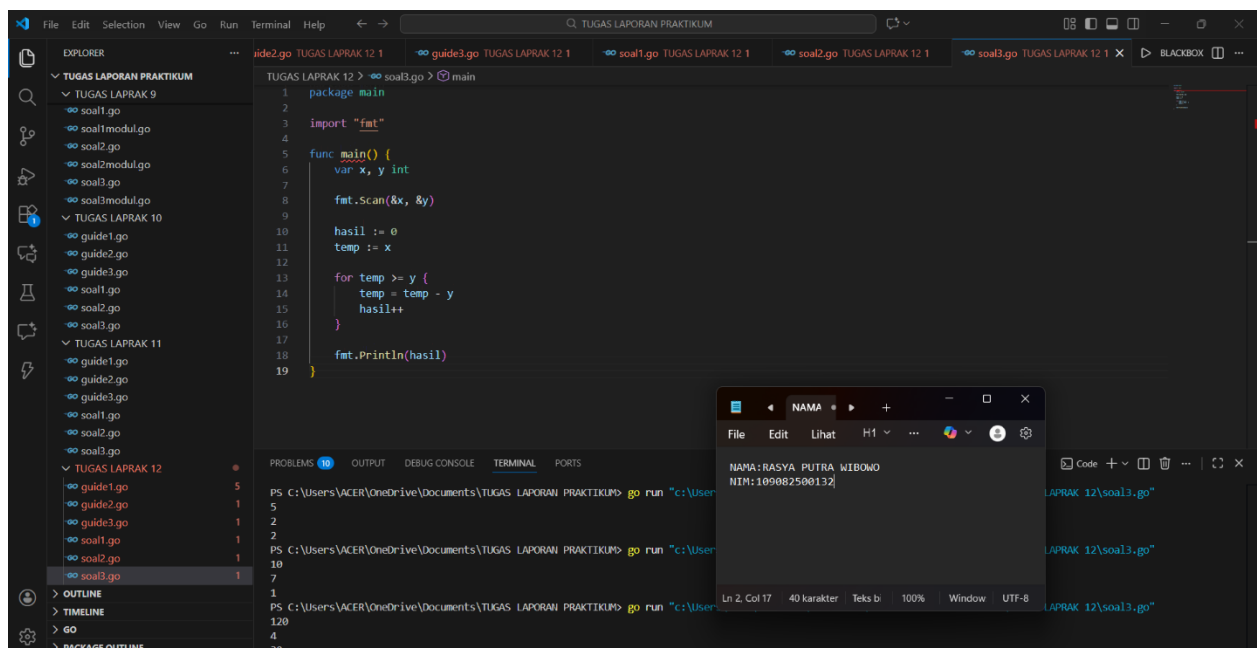 File Edit Selection View Go Run Terminal Help
TUGAS LAPORAN PRAKTIKUM
EXPLORER
TUGAS LAPORAN PRAKTIKUM
TUGAS LAPRAK 9
soal1.go
soal1modul.go
soal2.go
soal2modul.go
soal3.go
soal3modul.go
TUGAS LAPRAK 10
guide1.go
guide2.go
guide3.go
soal1.go
soal2.go
soal3.go
TUGAS LAPRAK 11
guide1.go
guide2.go
guide3.go
soal1.go
soal2.go
soal3.go
TUGAS LAPRAK 12
guide1.go 5
guide2.go 1
guide3.go 1
soal1.go 1
soal2.go 1
soal3.go 1
OUTLINE
TIMELINE
GO
PACKAGE OUTLINE
1
uide2.go TUGAS LAPRAK 12 1 guide3.go TUGAS LAPRAK 12 1 soal1.go TUGAS LAPRAK 12 1 soal2.go TUGAS LAPRAK 12 1 soal3.go TUGAS LAPRAK 12 1 BLACKBOX
TUGAS LAPRAK 12 > soal3.go > main
1 package main
2
3 import "fmt"
4
5 func main() {
6 var x, y int
7
8 fmt.Scan(&x, &y)
9
10 hasil := 0
11 temp := x
12
13 for temp >= y {
14 temp = temp - y
15 hasil++
16 }
17
18 fmt.Println(hasil)
19 }
PROBLEMS 10 OUTPUT DEBUG CONSOLE TERMINAL PORTS
Code
PS C:\Users\ACER\OneDrive\Documents\TUGAS LAPORAN PRAKTIKUM> go run "c:\User LAPRAK 12\soal3.go"
5
2
2
PS C:\Users\ACER\OneDrive\Documents\TUGAS LAPORAN PRAKTIKUM> go run "c:\User LAPRAK 12\soal3.go"
10
7
1
PS C:\Users\ACER\OneDrive\Documents\TUGAS LAPORAN PRAKTIKUM> go run "c:\User LAPRAK 12\soal3.go"
120
4
NAMA
File Edit Lihat H1
NAMA:RASYA PUTRA WIBOWO
NIM:109082500132
Ln 2, Col 17 40 karakter Teks bi 100% Window UTF-8